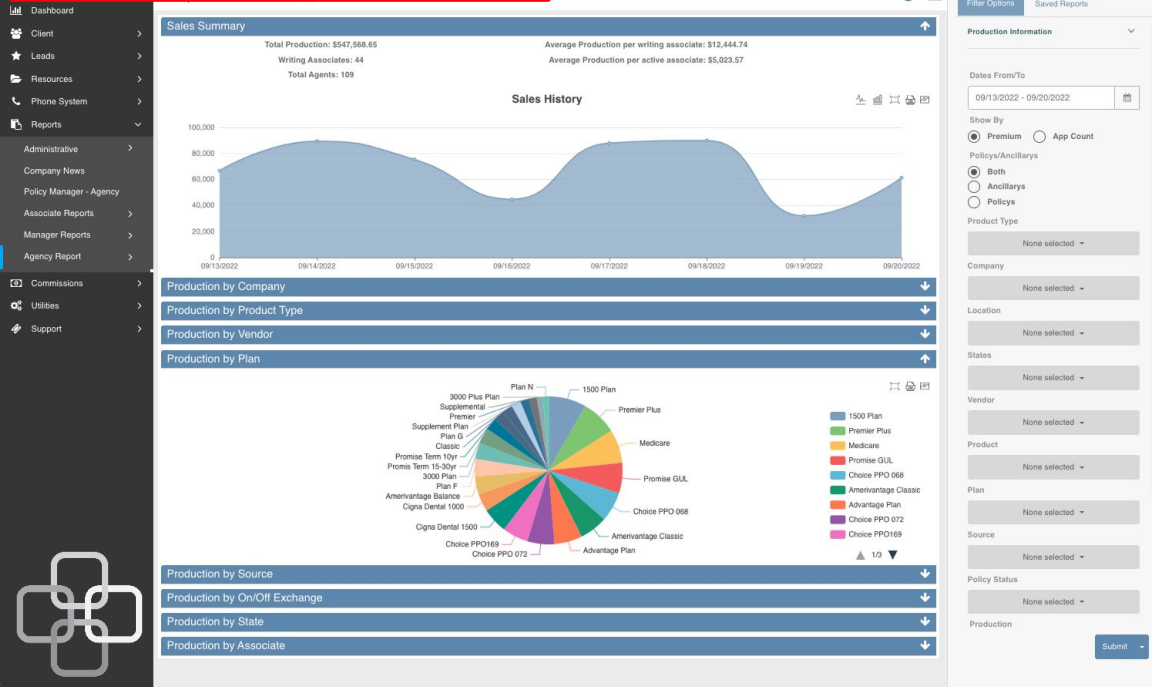 Dashboard
Client
Leads
Resources
Phone System
Reports
Administrative
Company News
Policy Manager - Agency
Associate Reports
Manager Reports
Agency Report
Commissions
Utilities
Support
Sales Summary
Total Production: $547,568.65
Writing Associates: 44
Total Agents: 109
Average Production per writing associate: $12,444.74
Average Production per active associate: $5,023.57
Sales History
100,000
80,000
60,000
40,000
20,000
0
09/13/2022 09/14/2022 09/15/2022 09/16/2022 09/17/2022 09/18/2022 09/19/2022 09/20/2022
Production by Company
Production by Product Type
Production by Vendor
Production by Plan
Plan N
3000 Plus Plan
Supplemental
Premier
Supplement Plan
Plan G
Classic
Promise Term 10yr
Promis Term 15-30yr
3000 Plan
Plan F
Amerivantage Balance
Cigna Dental 1000
Cigna Dental 1500
Choice PPO169
Choice PPO 072
1500 Plan
Premier Plus
Medicare
Promise GUL
Choice PPO 068
Amerivantage Classic
Advantage Plan
1500 Plan
Premier Plus
Medicare
Promise GUL
Choice PPO 068
Amerivantage Classic
Advantage Plan
Choice PPO 072
Choice PPO169
1/3
Production by Source
Production by On/Off Exchange
Production by State
Production by Associate
Filter Options Saved Reports
Production Information
Dates From/To
09/13/2022 - 09/20/2022
Show By
Premium App Count
Policys/Ancillarys
Both
Ancillarys
Policys
Product Type
None selected
Company
None selected
Location
None selected
States
None selected
Vendor
None selected
Product
None selected
Plan
None selected
Source
None selected
Policy Status
None selected
Production
Submit